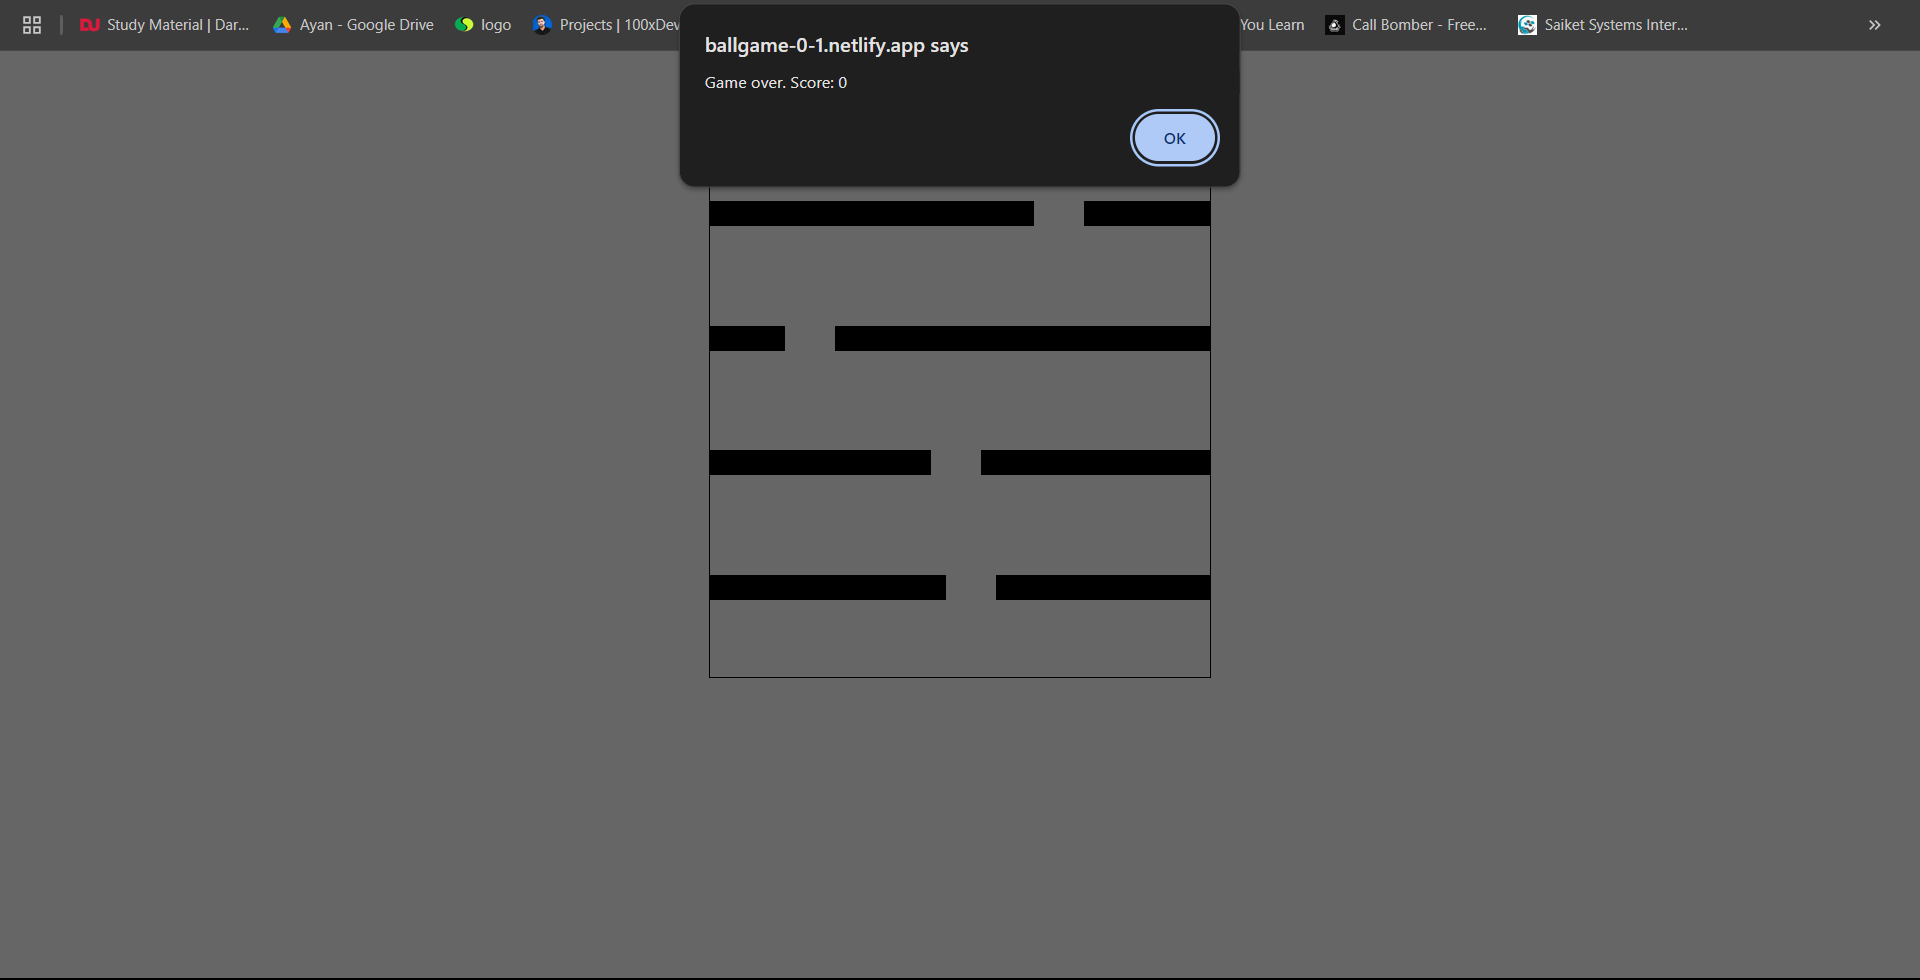 Study Material | Dar...
Ayan - Google Drive
logo
Projects | 100xDev
You Learn
Call Bomber - Free...
Saiket Systems Inter...
ballgame-0-1.netlify.app says
Game over. Score: 0
OK